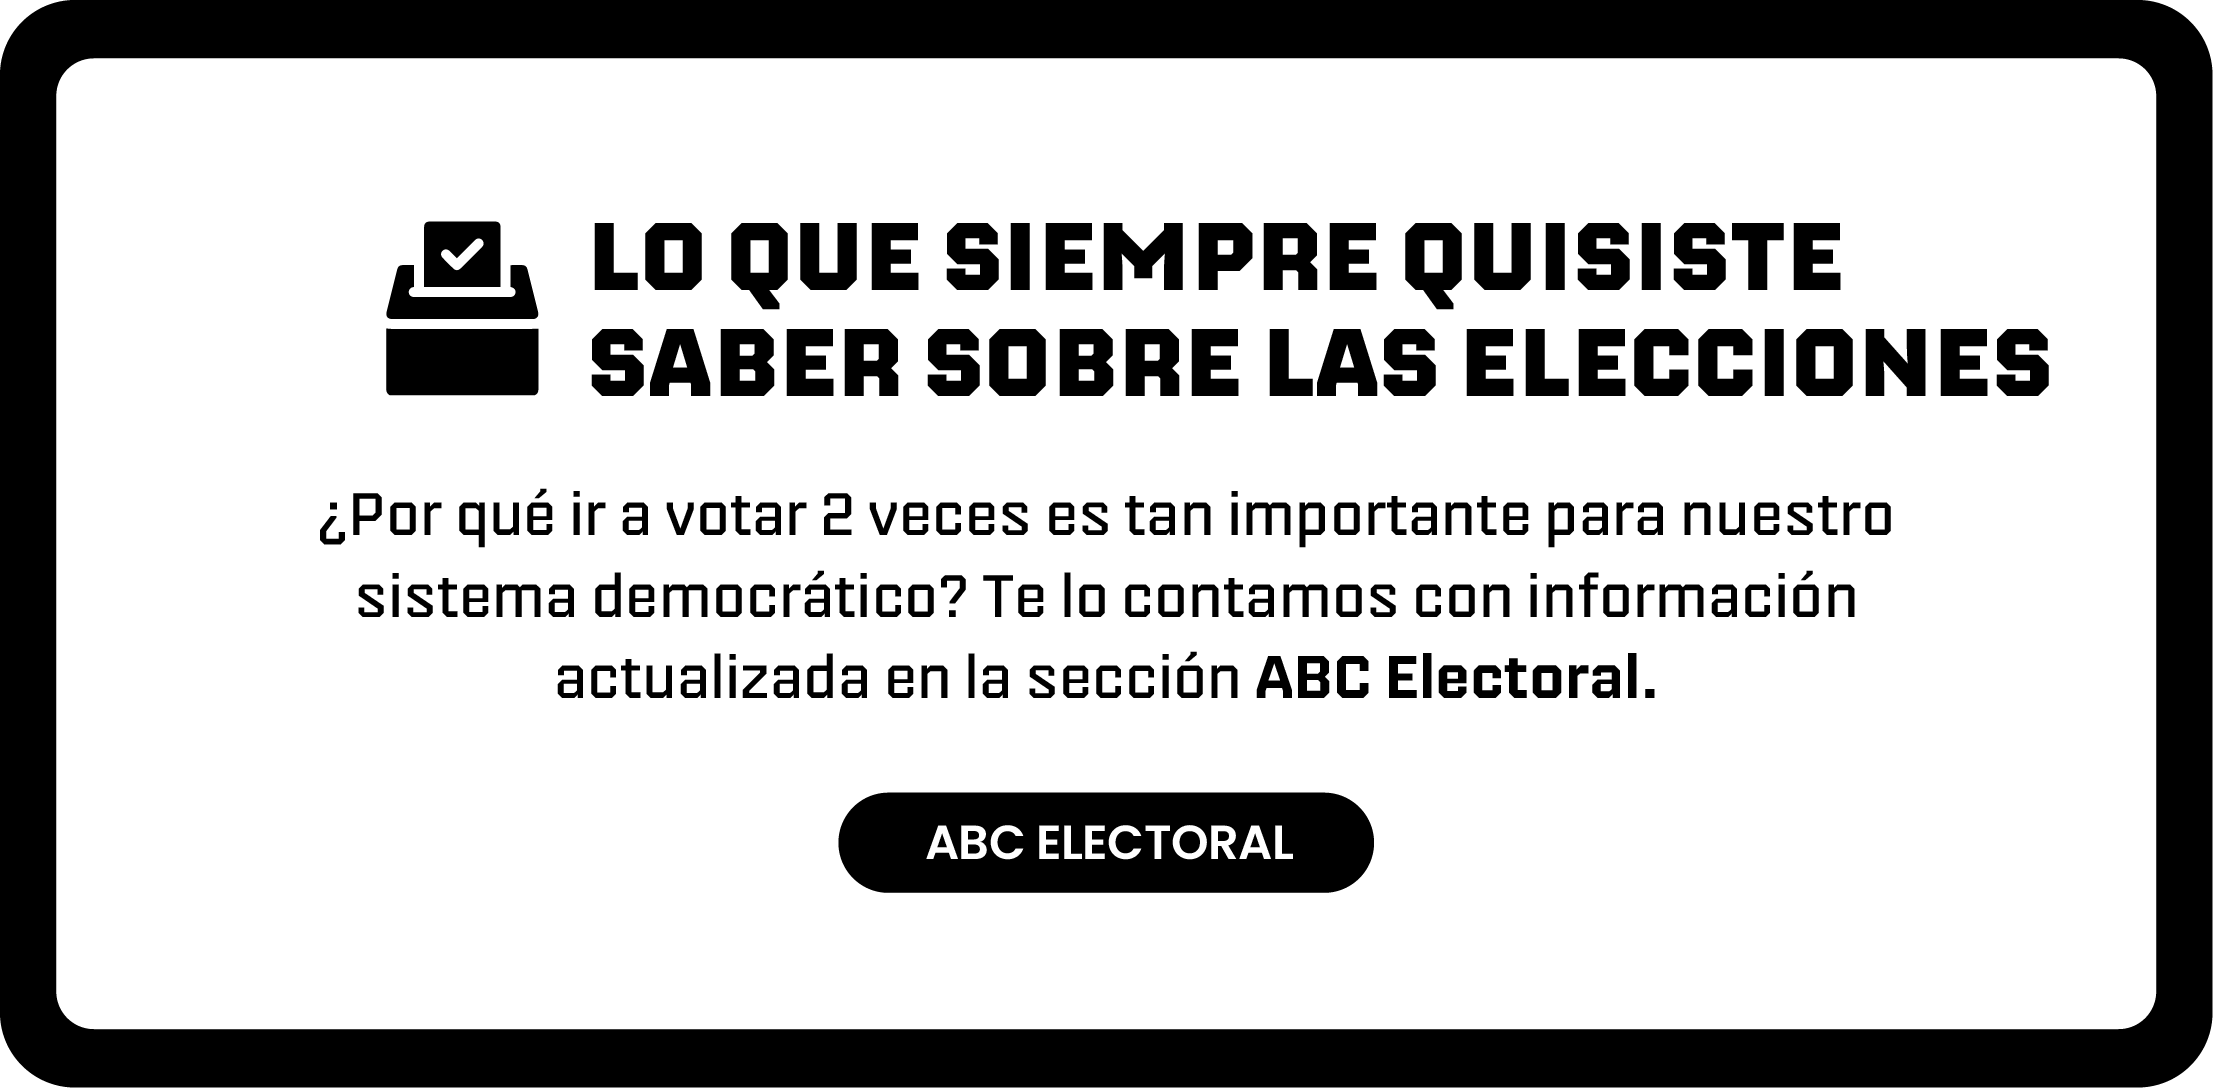 LO QUE SIEMPRE QUISISTE
SABER SOBRE LAS ELECCIONES
¿Por qué ir a votar 2 veces es tan importante para nuestro
sistema democrático? Te lo contamos con información
actualizada en la sección ABC Electoral.
ABC ELECTORAL